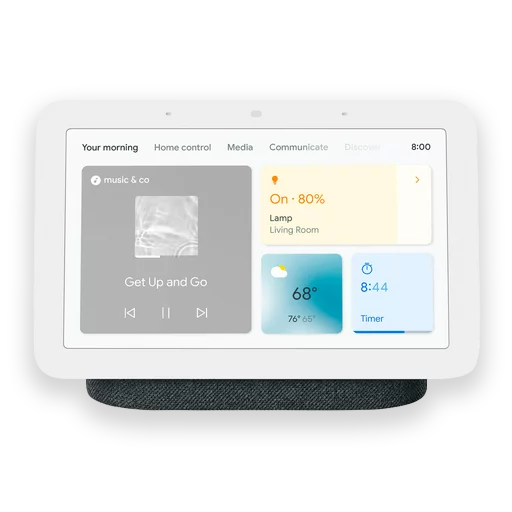 Your morning Home control Media Communicate Discover 8:00
music & co
Get Up and Go
On · 80%
Lamp
Living Room
68°
76° 65°
8:44
Timer